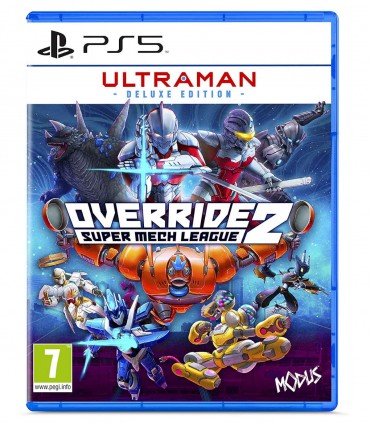 PS5
ULTRAMAN
- DELUXE EDITION -
OVERRIDE 2
SUPER MECH LEAGUE
7
www.pegi.info
MODUS